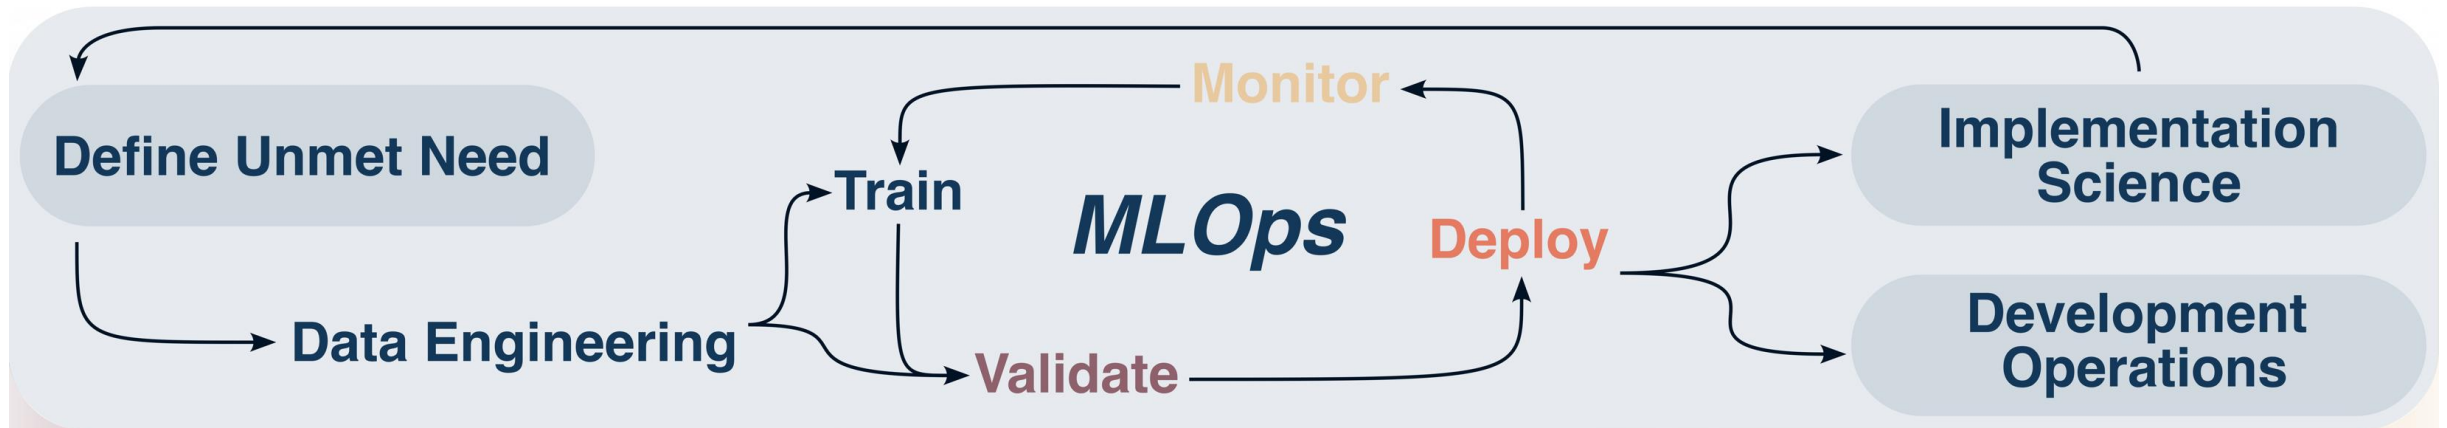 Define Unmet Need
Data Engineering
Train
Validate
MLOps
Monitor
Deploy
Implementation
Science
Development
Operations